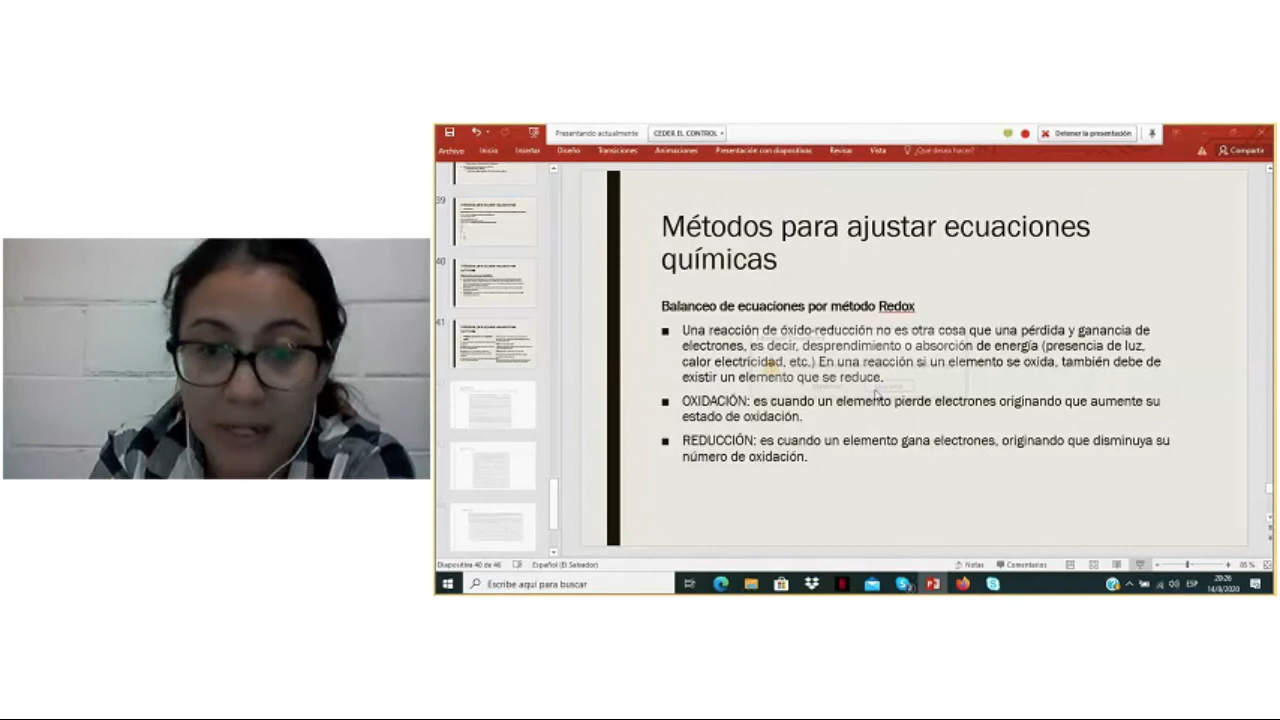 Presentando actualmente
CEDER EL CONTROL
Detener la presentación
Archivo Inicio Insertar Diseño Transiciones Animaciones Presentación con diapositivas Revisar Vista ¿Qué desea hacer? Compartir
39
40
41
Métodos para ajustar ecuaciones
químicas
Balanceo de ecuaciones por método Redox
■ Una reacción de óxido-reducción no es otra cosa que una pérdida y ganancia de
electrones, es decir, desprendimiento o absorción de energía (presencia de luz,
calor electricidad, etc.) En una reacción si un elemento se oxida, también debe de
existir un elemento que se reduce.
■ OXIDACIÓN: es cuando un elemento pierde electrones originando que aumente su
estado de oxidación.
■ REDUCCIÓN: es cuando un elemento gana electrones, originando que disminuya su
número de oxidación.
Diapositiva 40 de 46 Español (El Salvador) Notas Comentarios 85 %
Escribe aquí para buscar
ESP
20:26
14/8/2020